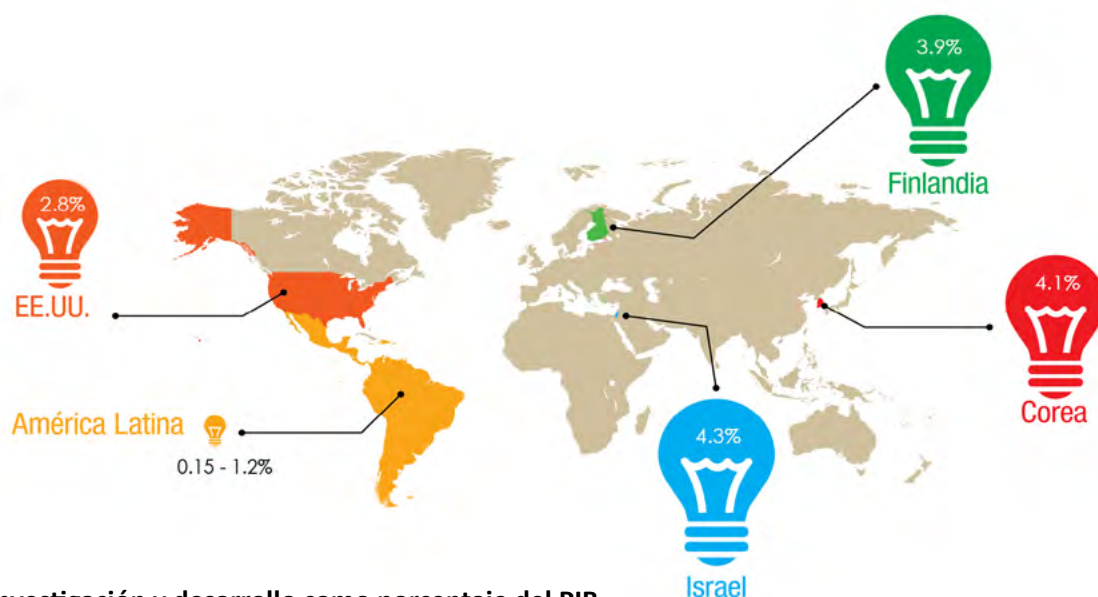 3.9%
Finlandia
2.8%
EE.UU.
4.1%
Corea
América Latina
0.15 - 1.2%
4.3%
Israel